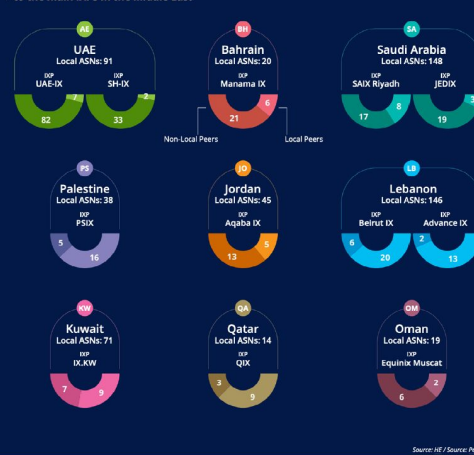 AE
UAE
Local ASNs: 91
IXP
UAE-IX
IXP
SH-IX
7
82
2
33
BH
Bahrain
Local ASNs: 20
IXP
Manama IX
6
21
Non-Local Peers
Local Peers
SA
Saudi Arabia
Local ASNs: 148
IXP
SAIX Riyadh
IXP
JEDIX
8
17
3
19
PS
Palestine
Local ASNs: 38
IXP
PSIX
5
16
JO
Jordan
Local ASNs: 45
IXP
Aqaba IX
5
13
LB
Lebanon
Local ASNs: 146
IXP
Beirut IX
IXP
Advance IX
6
20
2
13
KW
Kuwait
Local ASNs: 71
IXP
IX.KW
7
9
QA
Qatar
Local ASNs: 14
IXP
QIX
3
9
OM
Oman
Local ASNs: 19
IXP
Equinix Muscat
2
6
Source: HE / Source: